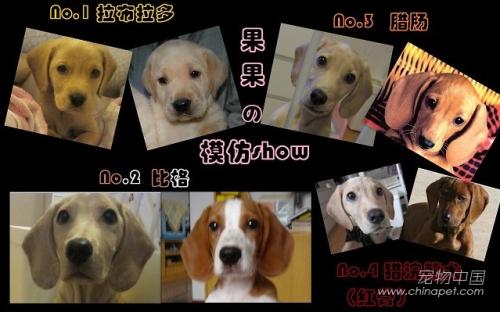 No.1 拉布拉多
No.3 腊肠
果果の
模仿show
No.2 比格
No.4 猎浣熊犬
(红骨)
宠物中国
www.chinapet.com